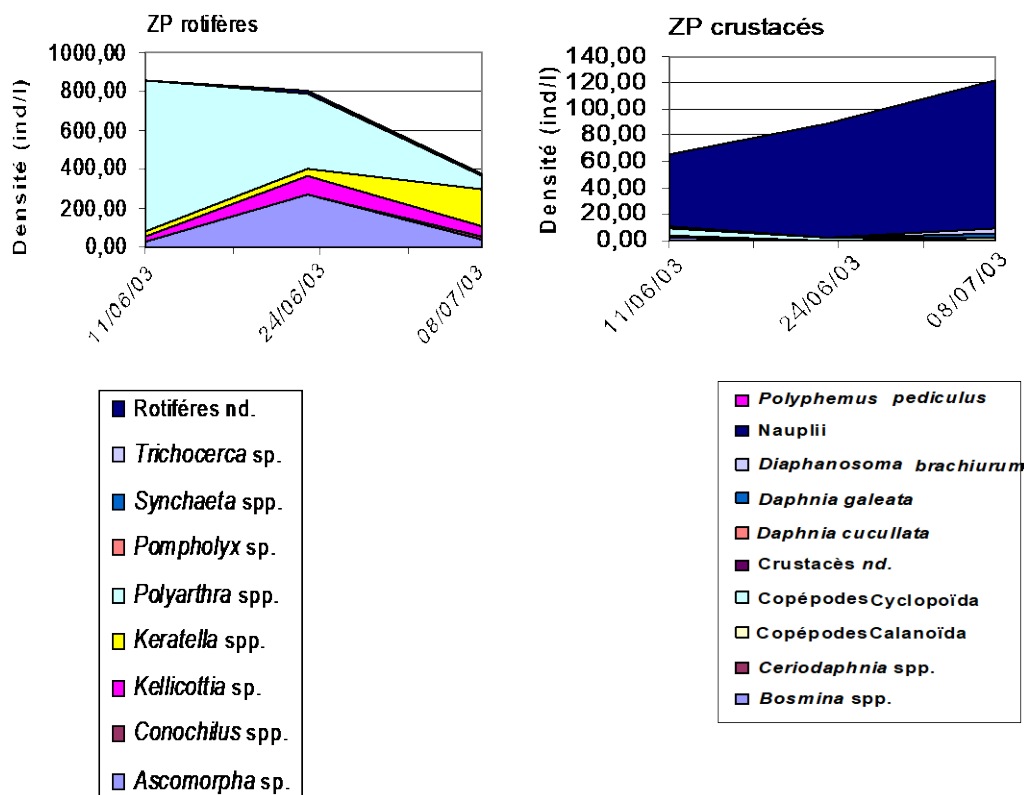 ZP rotifères
1000,00
800,00
600,00
400,00
200,00
0,00
Densité (ind/l)
11/06/03
24/06/03
08/07/03
ZP crustacés
140,00
120,00
100,00
80,00
60,00
40,00
20,00
0,00
Densité (ind/l)
11/06/03
24/06/03
08/07/03
Rotiféres nd.
Trichocerca sp.
Synchaeta spp.
Pompholyx sp.
Polyarthra spp.
Keratella spp.
Kellicottia sp.
Conochilus spp.
Ascomorpha sp.
Polyphemus pediculus
Nauplii
Diaphanosoma brachiurum
Daphnia galeata
Daphnia cucullata
Crustacès nd.
Copépodes Cyclopoïda
Copépodes Calanoïda
Ceriodaphnia spp.
Bosmina spp.